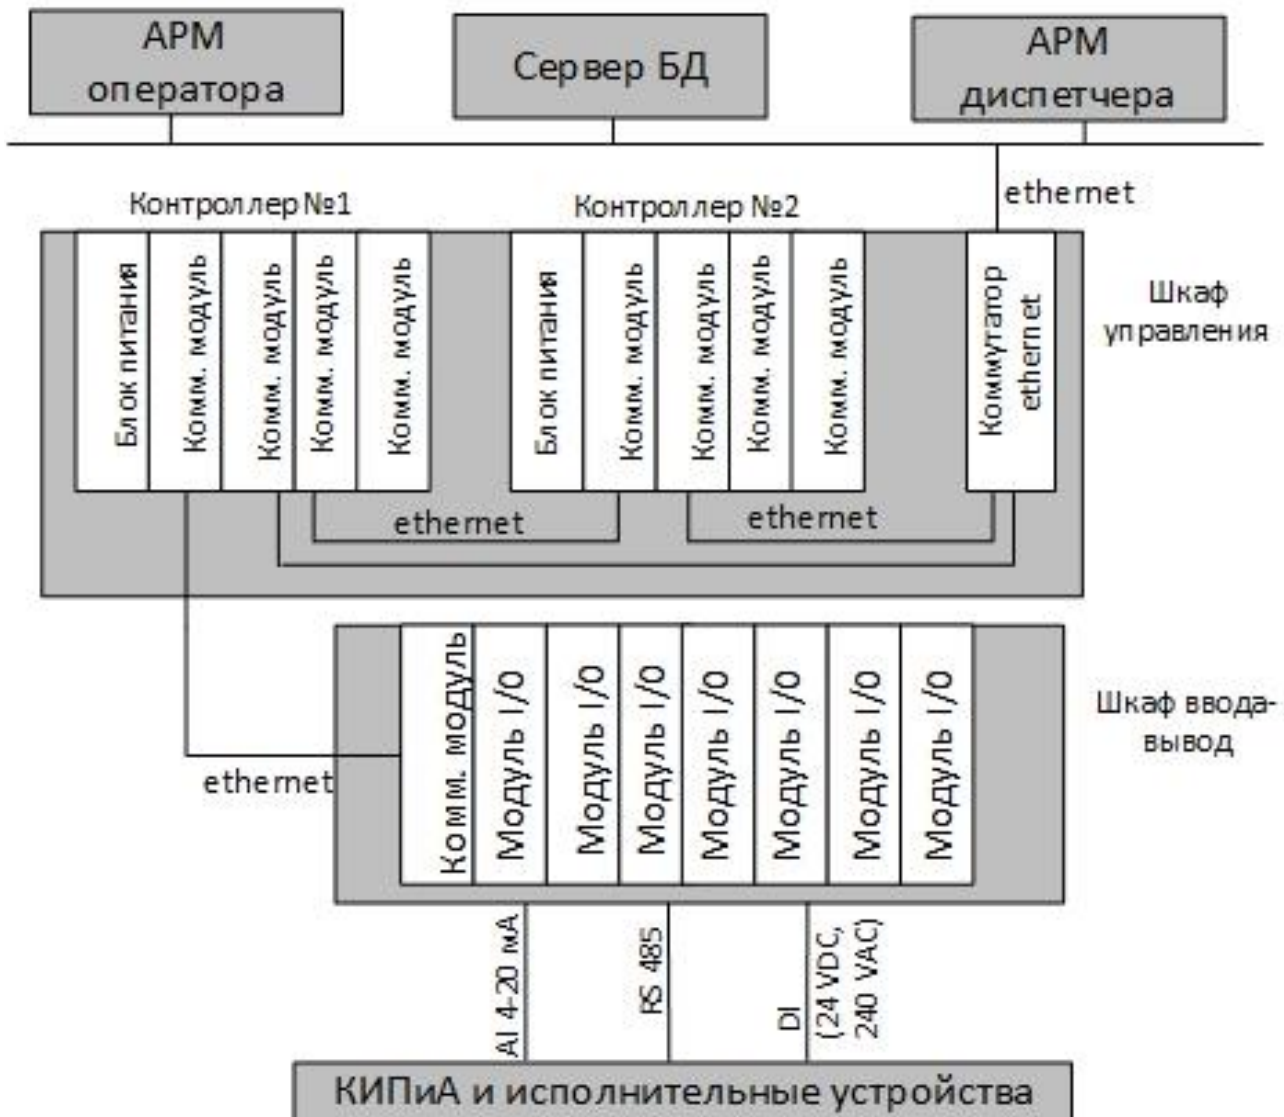 АРМ
оператора
Сервер БД
АРМ
диспетчера
ethernet
Контроллер №1
Контроллер №2
Блок питания
Комм. модуль
Комм. модуль
Комм. модуль
Комм. модуль
Блок питания
Комм. модуль
Комм. модуль
Комм. модуль
Комм. модуль
Коммутатор
ethernet
Шкаф
управления
ethernet
ethernet
Комм. модуль
Модуль I/O
Модуль I/O
Модуль I/O
Модуль I/O
Модуль I/O
Модуль I/O
Модуль I/O
Шкаф ввода-
вывод
ethernet
AI 4-20 мА
RS 485
DI
(24 VDC,
240 VAC)
КИПиА и исполнительные устройства